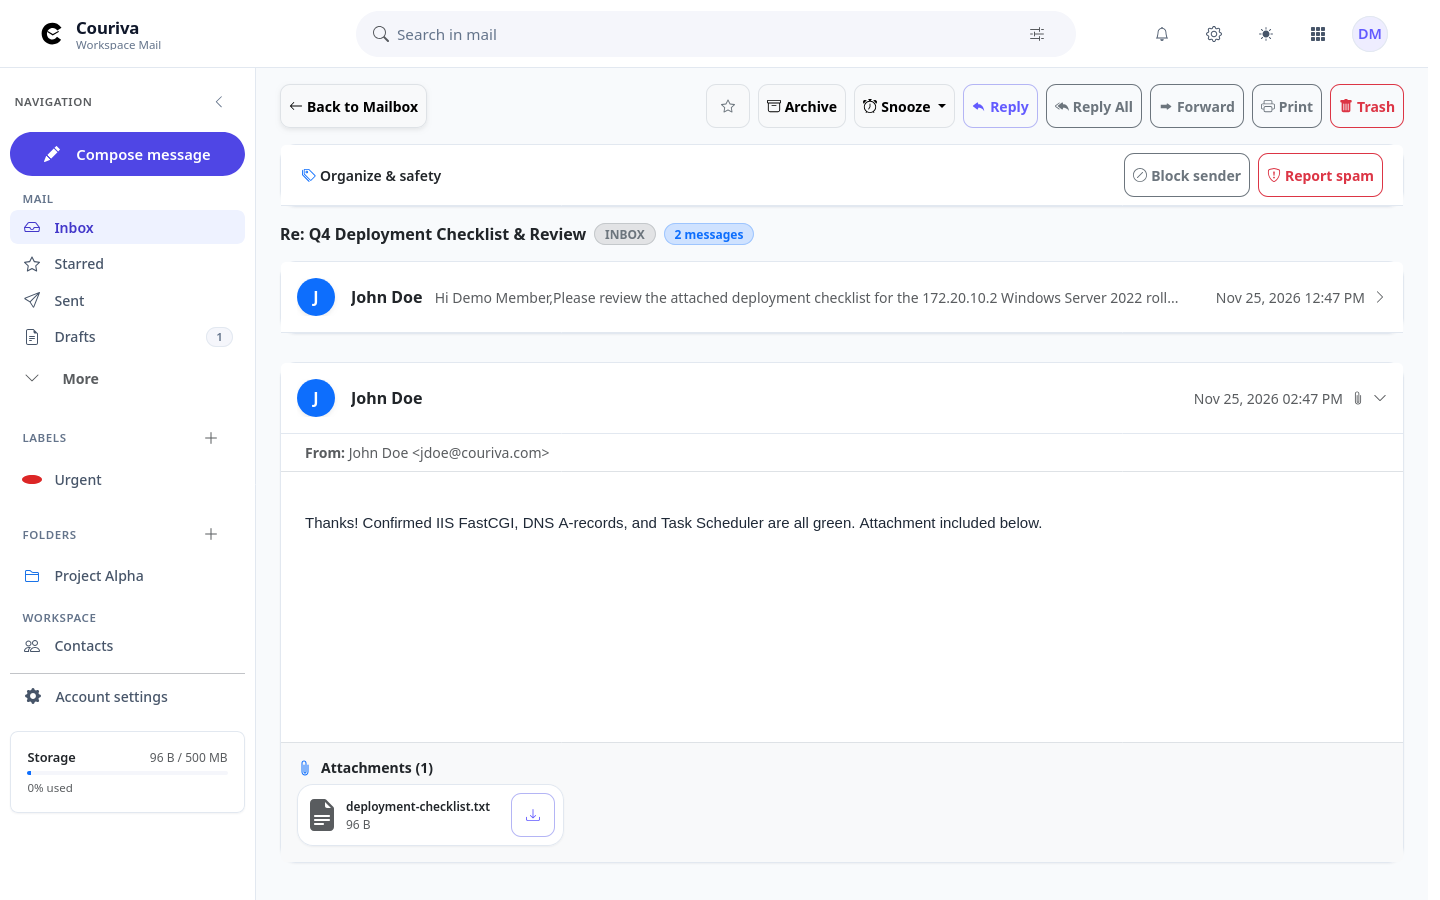 Couriva
Workspace Mail
Search in mail
DM
NAVIGATION
Compose message
MAIL
Inbox
Starred
Sent
Drafts 1
More
LABELS
Urgent
FOLDERS
Project Alpha
WORKSPACE
Contacts
Account settings
Storage 96 B / 500 MB
0% used
Back to Mailbox Archive Snooze Reply Reply All Forward Print Trash
Organize & safety Block sender Report spam
Re: Q4 Deployment Checklist & Review INBOX 2 messages
J John Doe Hi Demo Member,Please review the attached deployment checklist for the 172.20.10.2 Windows Server 2022 roll... Nov 25, 2026 12:47 PM
J John Doe Nov 25, 2026 02:47 PM
From: John Doe <jdoe@couriva.com>
Thanks! Confirmed IIS FastCGI, DNS A-records, and Task Scheduler are all green. Attachment included below.
Attachments (1)
deployment-checklist.txt
96 B